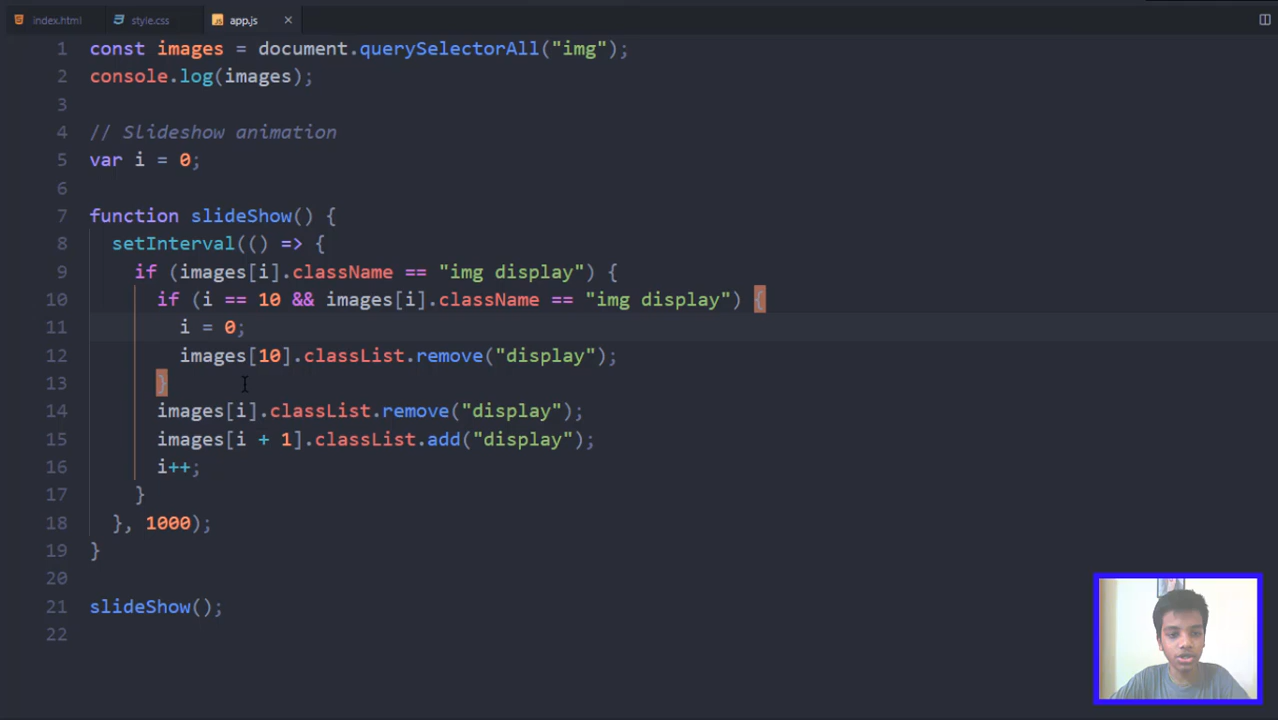 index.html style.css app.js ×
1 const images = document.querySelectorAll("img");
2 console.log(images);
3
4 // Slideshow animation
5 var i = 0;
6
7 function slideShow() {
8 setInterval(() => {
9 if (images[i].className == "img display") {
10 if (i == 10 && images[i].className == "img display") {
11 i = 0;
12 images[10].classList.remove("display");
13 }
14 images[i].classList.remove("display");
15 images[i + 1].classList.add("display");
16 i++;
17 }
18 }, 1000);
19 }
20
21 slideShow();
22